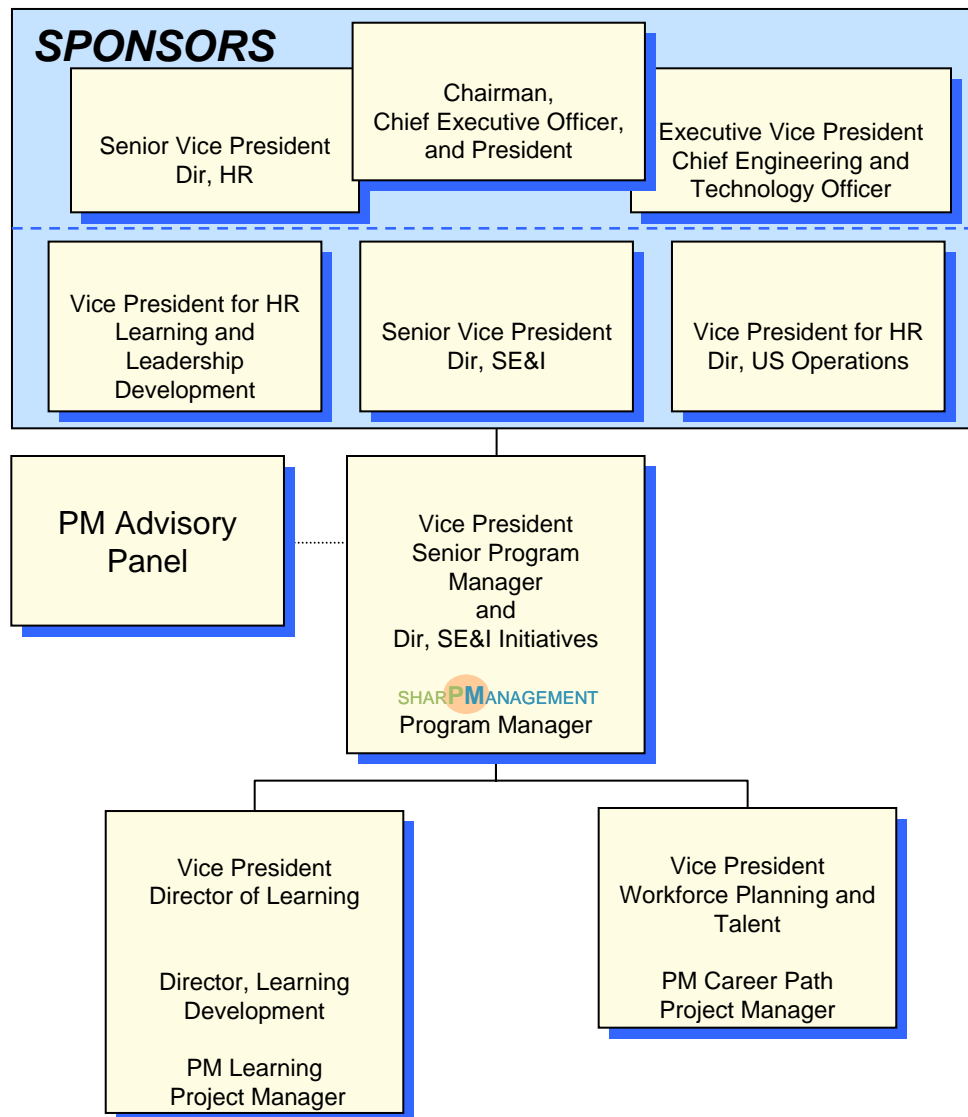 SPONSORS
Senior Vice President
Dir, HR
Chairman,
Chief Executive Officer,
and President
Executive Vice President
Chief Engineering and
Technology Officer
Vice President for HR
Learning and
Leadership
Development
Senior Vice President
Dir, SE&I
Vice President for HR
Dir, US Operations
PM Advisory
Panel
Vice President
Senior Program
Manager
and
Dir, SE&I Initiatives
SHARPMANAGEMENT
Program Manager
Vice President
Director of Learning
Director, Learning
Development
PM Learning
Project Manager
Vice President
Workforce Planning and
Talent
PM Career Path
Project Manager